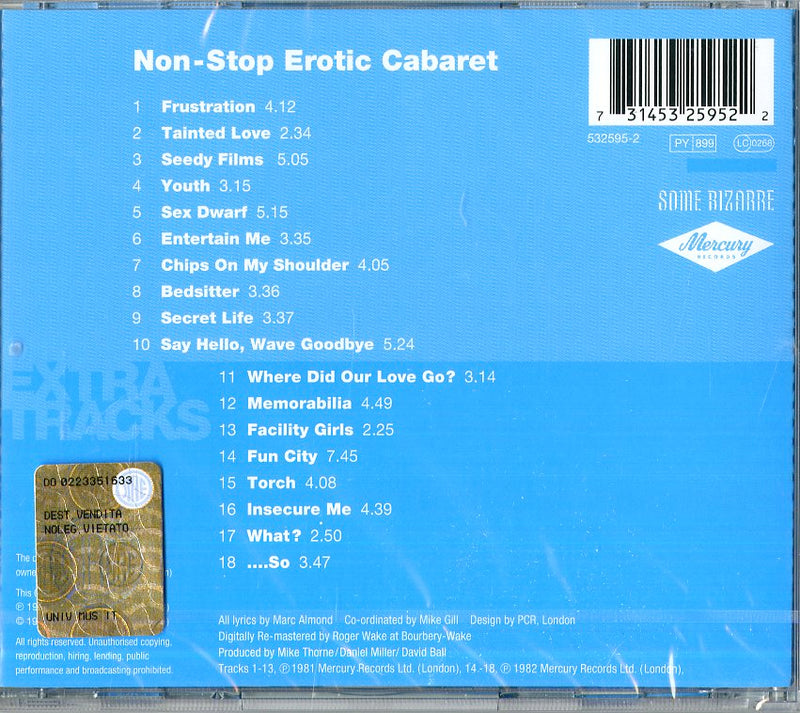 Non-Stop Erotic Cabaret
1 Frustration 4.12
2 Tainted Love 2.34
3 Seedy Films 5.05
4 Youth 3.15
5 Sex Dwarf 5.15
6 Entertain Me 3.35
7 Chips On My Shoulder 4.05
8 Bedsitter 3.36
9 Secret Life 3.37
10 Say Hello, Wave Goodbye 5.24
7 31453 25952 2
532595-2 PY 899 LC 0268
SOME BIZARRE
Mercury
RECORDS
EXTRA
TRACKS
11 Where Did Our Love Go? 3.14
12 Memorabilia 4.49
13 Facility Girls 2.25
14 Fun City 7.45
15 Torch 4.08
16 Insecure Me 4.39
17 What? 2.50
18 ....So 3.47
DO 0223351533
DEST. VENDITA
NOLEG VIETATO
UNIV MUS IT
The
owne
This
℗ 19
© 19
All rights reserved. Unauthorised copying,
reproduction, hiring, lending, public
performance and broadcasting prohibited.
All lyrics by Marc Almond Co-ordinated by Mike Gill Design by PCR, London
Digitally Re-mastered by Roger Wake at Bourbery-Wake
Produced by Mike Thorne/Daniel Miller/David Ball
Tracks 1-13, ℗ 1981 Mercury Records Ltd. (London), 14.-18, ℗ 1982 Mercury Records Ltd. (London),